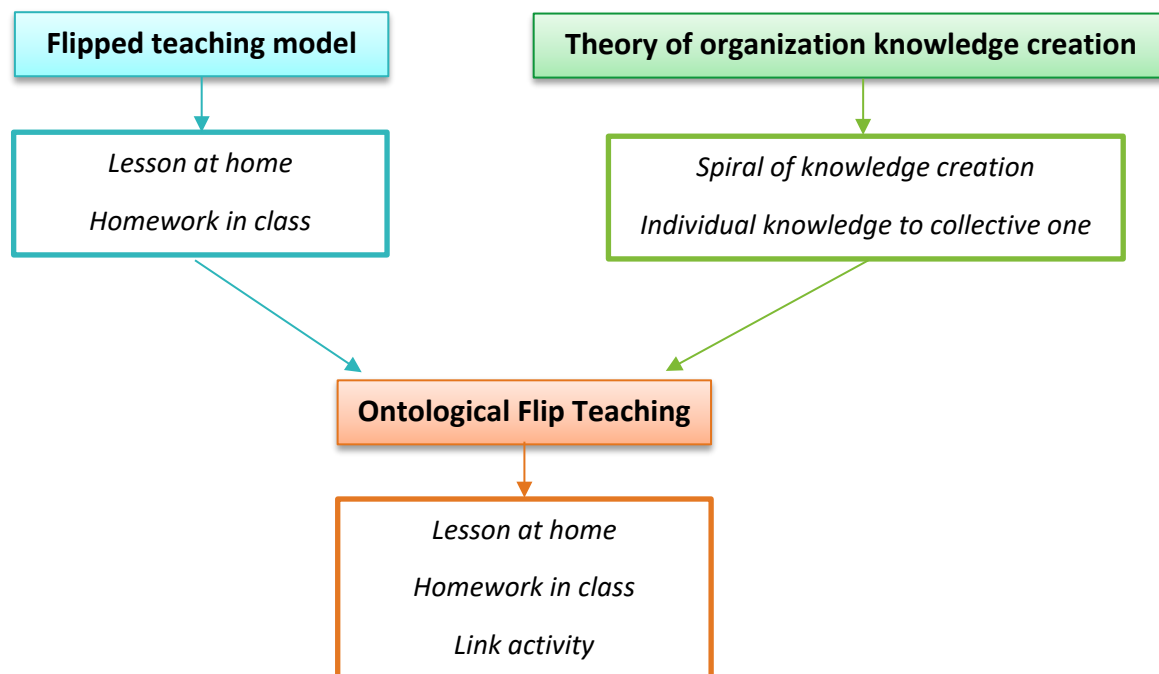 Flipped teaching model
Theory of organization knowledge creation
Lesson at home
Homework in class
Spiral of knowledge creation
Individual knowledge to collective one
Ontological Flip Teaching
Lesson at home
Homework in class
Link activity